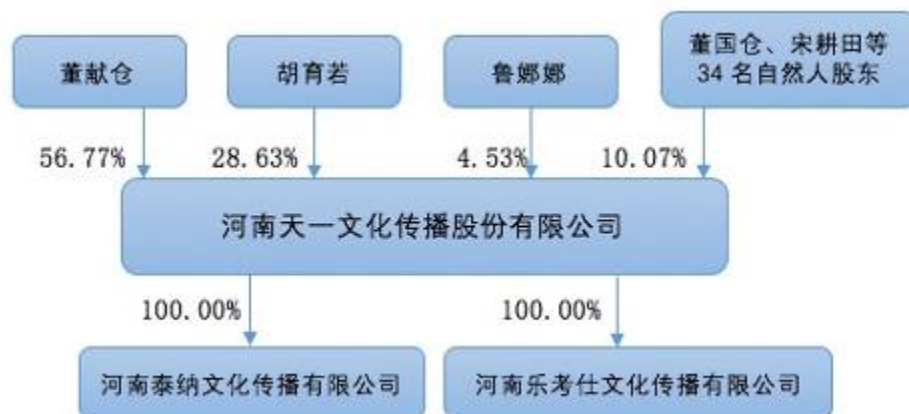 董献仓
胡育若
鲁娜娜
董国仓、宋耕田等
34 名自然人股东
56.77%
28.63%
4.53%
10.07%
河南天一文化传播股份有限公司
100.00%
100.00%
河南泰纳文化传播有限公司
河南乐考仕文化传播有限公司